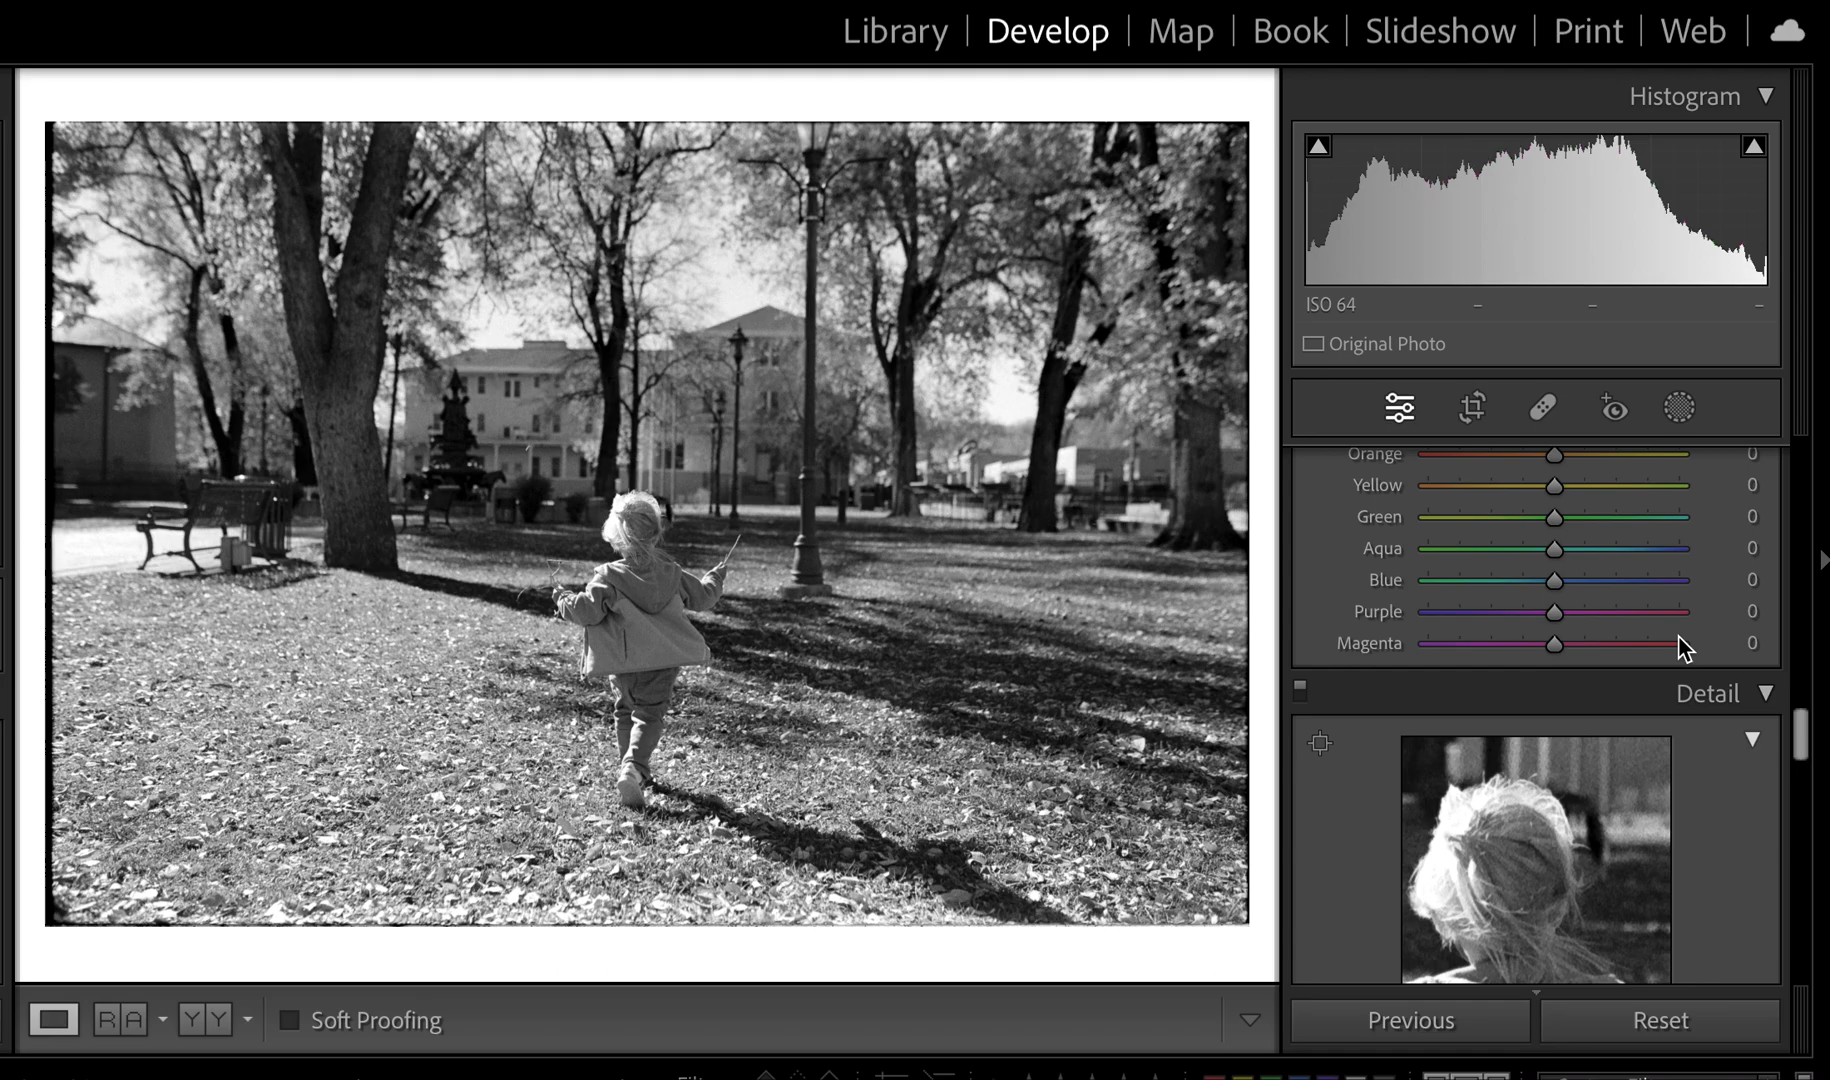 Library | Develop | Map | Book | Slideshow | Print | Web
Histogram
ISO 64 – – –
Original Photo
Orange 0
Yellow 0
Green 0
Aqua 0
Blue 0
Purple 0
Magenta 0
Detail
R A Y Y Soft Proofing
Previous Reset